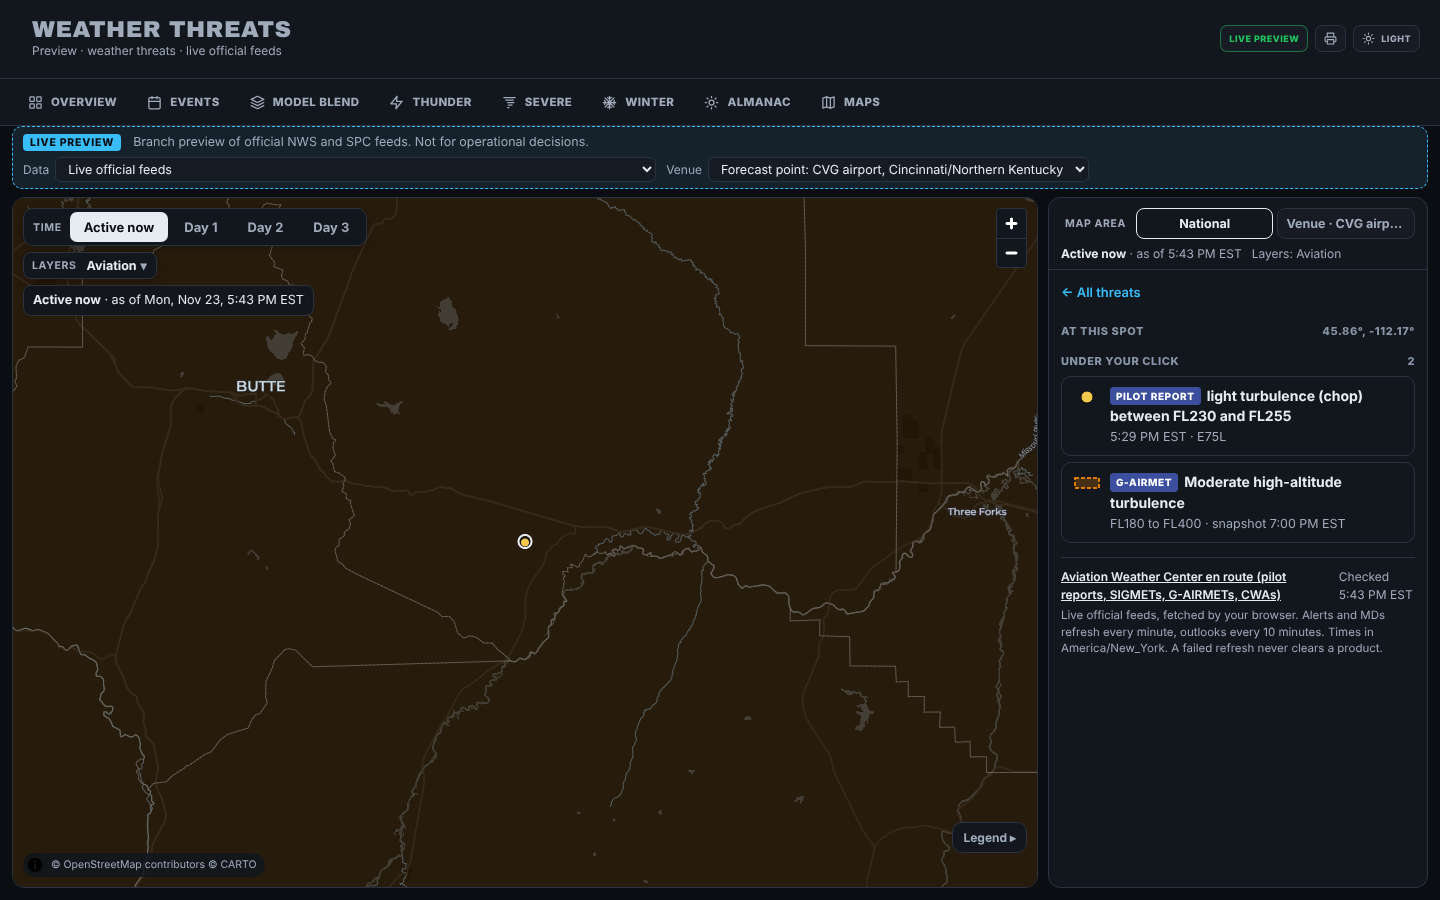 WEATHER THREATS
Preview · weather threats · live official feeds
LIVE PREVIEW
LIGHT
OVERVIEW
EVENTS
MODEL BLEND
THUNDER
SEVERE
WINTER
ALMANAC
MAPS
LIVE PREVIEW Branch preview of official NWS and SPC feeds. Not for operational decisions.
Data Live official feeds Venue Forecast point: CVG airport, Cincinnati/Northern Kentucky
TIME Active now Day 1 Day 2 Day 3
LAYERS Aviation ▾
Active now · as of Mon, Nov 23, 5:43 PM EST
+
−
BUTTE
Three Forks
Legend ▸
© OpenStreetMap contributors © CARTO
MAP AREA National Venue · CVG airp...
Active now · as of 5:43 PM EST Layers: Aviation
← All threats
AT THIS SPOT 45.86°, -112.17°
UNDER YOUR CLICK 2
PILOT REPORT light turbulence (chop)
between FL230 and FL255
5:29 PM EST · E75L
G-AIRMET Moderate high-altitude
turbulence
FL180 to FL400 · snapshot 7:00 PM EST
Aviation Weather Center en route (pilot
reports, SIGMETs, G-AIRMETs, CWAs)
Checked
5:43 PM EST
Live official feeds, fetched by your browser. Alerts and MDs
refresh every minute, outlooks every 10 minutes. Times in
America/New_York. A failed refresh never clears a product.